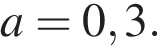 a = 0,3.